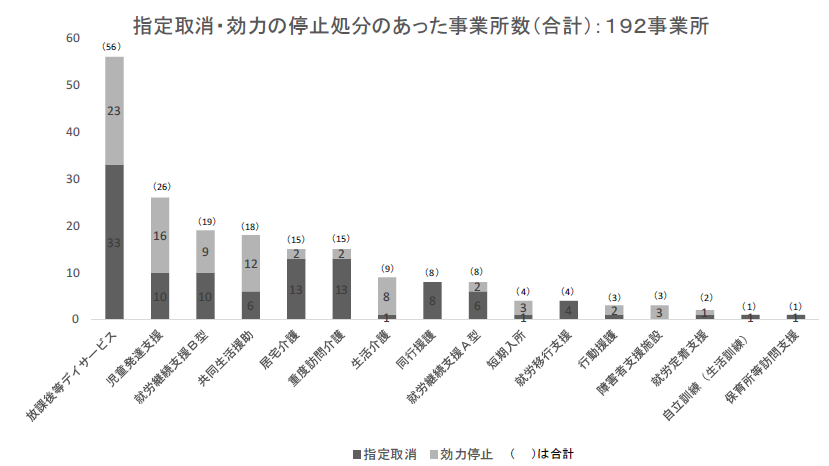 指定取消・効力の停止処分のあった事業所数(合計):192事業所
60
50
40
30
20
10
0
(56)
23
33
(26)
16
10
(19)
9
10
(18)
12
6
(15)
2
13
(15)
2
13
(9)
8
1
(8)
8
(8)
2
6
(4)
3
1
(4)
4
(3)
2
(3)
3
(2)
1
(1)
1
(1)
1
放課後等デイサービス
児童発達支援
就労継続支援B型
共同生活援助
居宅介護
重度訪問介護
生活介護
同行援護
就労継続支援A型
短期入所
就労移行支援
行動援護
障害者支援施設
就労定着支援
自立訓練(生活訓練)
保育所等訪問支援
指定取消 効力停止 ( )は合計